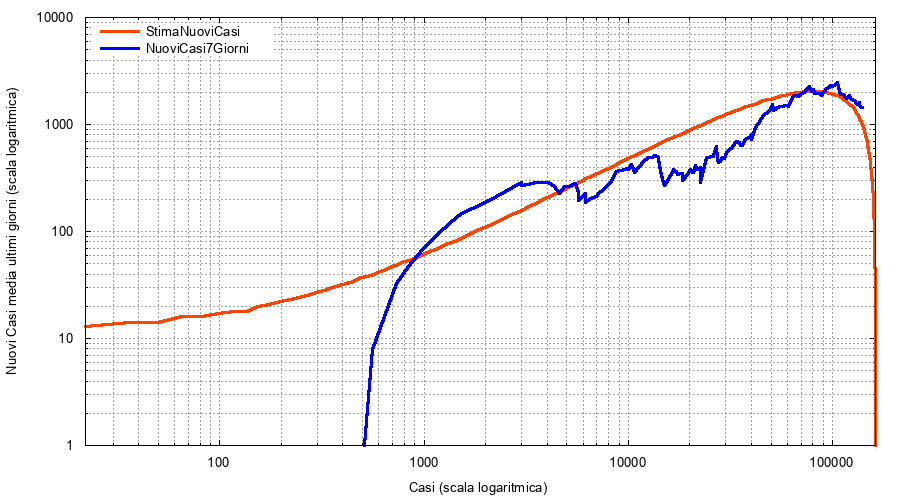 10000
StimaNuoviCasi
NuoviCasi7Giorni
1000
100
10
1
Nuovi Casi media ultimi giorni (scala logaritmica)
100
1000
10000
100000
Casi (scala logaritmica)